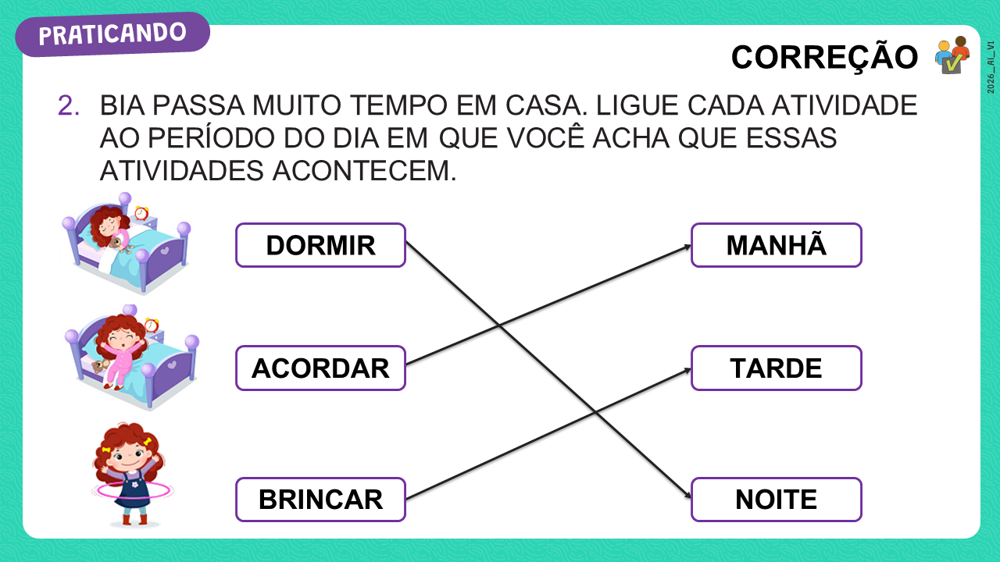 PRATICANDO
CORREÇÃO
2026_AI_V1
2. BIA PASSA MUITO TEMPO EM CASA. LIGUE CADA ATIVIDADE
AO PERÍODO DO DIA EM QUE VOCÊ ACHA QUE ESSAS
ATIVIDADES ACONTECEM.
DORMIR
MANHÃ
ACORDAR
TARDE
BRINCAR
NOITE